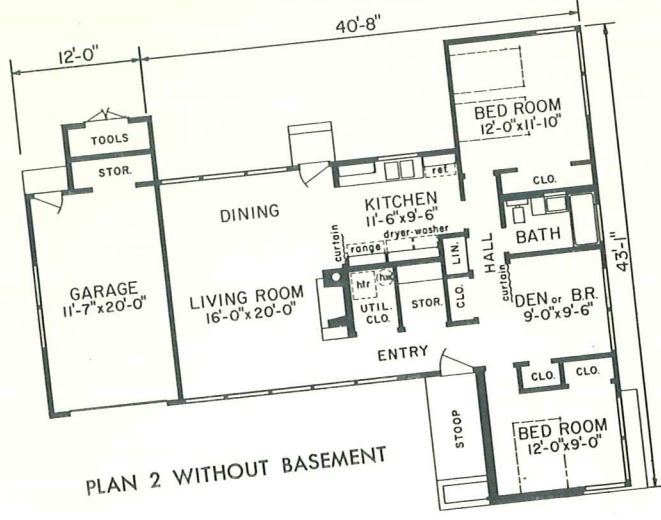 12'-0"
40'-8"
BED ROOM
12'-0"x11'-10"
TOOLS
STOR.
ref.
CLO.
DINING
KITCHEN
11'-6"x9'-6"
BATH
43'-1"
curtain
range
dryer-washer
LIN.
HALL
GARAGE
11'-7"x20'-0"
LIVING ROOM
16'-0"x20'-0"
htr
hw
UTIL.
CLO.
STOR.
CLO.
curtain
DEN or B.R.
9'-0"x9'-6"
ENTRY
CLO.
CLO.
STOOP
BED ROOM
12'-0"x9'-0"
PLAN 2 WITHOUT BASEMENT